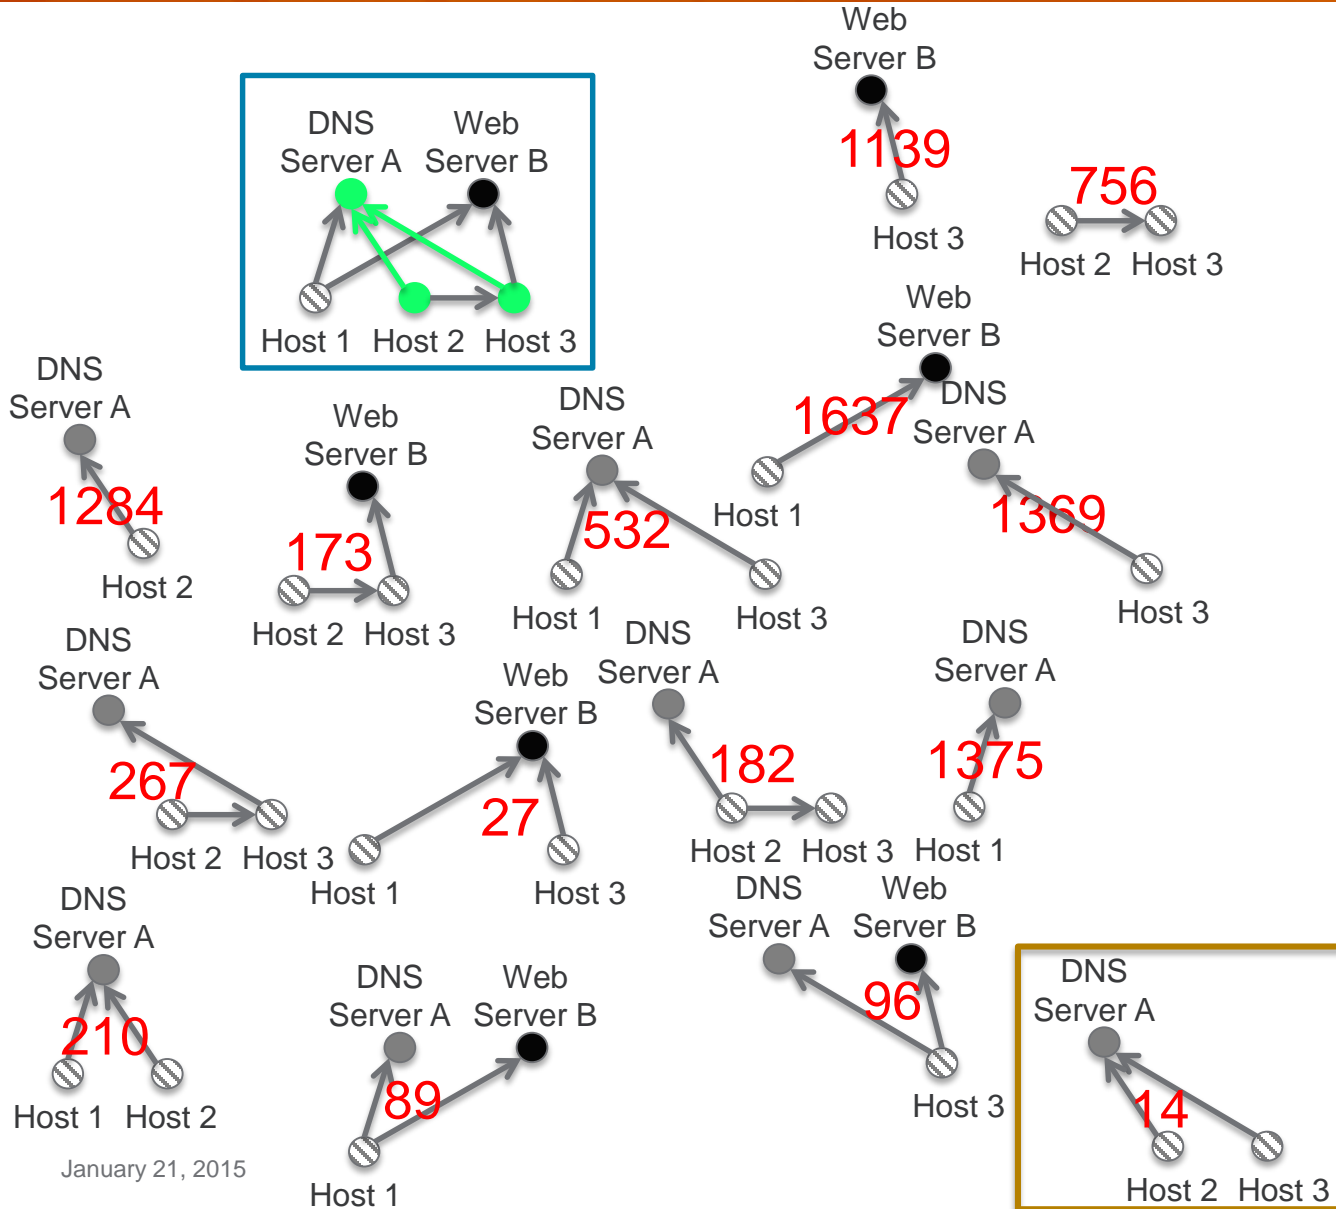 Web
Server B
1139
Host 3
756
Host 2 Host 3
DNS
Server A
Web
Server B
Host 1 Host 2 Host 3
Web
Server B
1637
Host 1
DNS
Server A
1369
Host 3
DNS
Server A
1284
Host 2
Web
Server B
173
Host 2 Host 3
DNS
Server A
532
Host 1
Host 3
DNS
Server A
267
Host 2 Host 3
Web
Server B
27
Host 1
Host 3
DNS
Server A
182
Host 2 Host 3
DNS
Server A
1375
Host 1
DNS
Server A
210
Host 1 Host 2
DNS
Server A
Web
Server B
89
Host 1
DNS
Server A
Web
Server B
96
Host 3
DNS
Server A
14
Host 2 Host 3
January 21, 2015